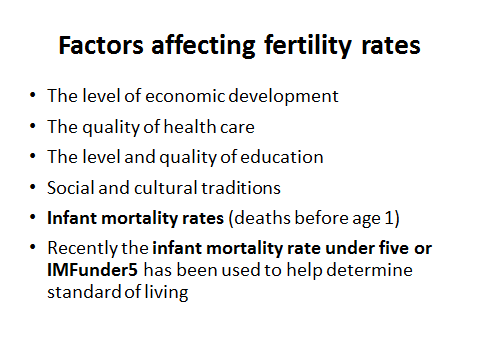 Factors affecting fertility rates
• The level of economic development
• The quality of health care
• The level and quality of education
• Social and cultural traditions
• Infant mortality rates (deaths before age 1)
• Recently the infant mortality rate under five or
IMFunder5 has been used to help determine
standard of living